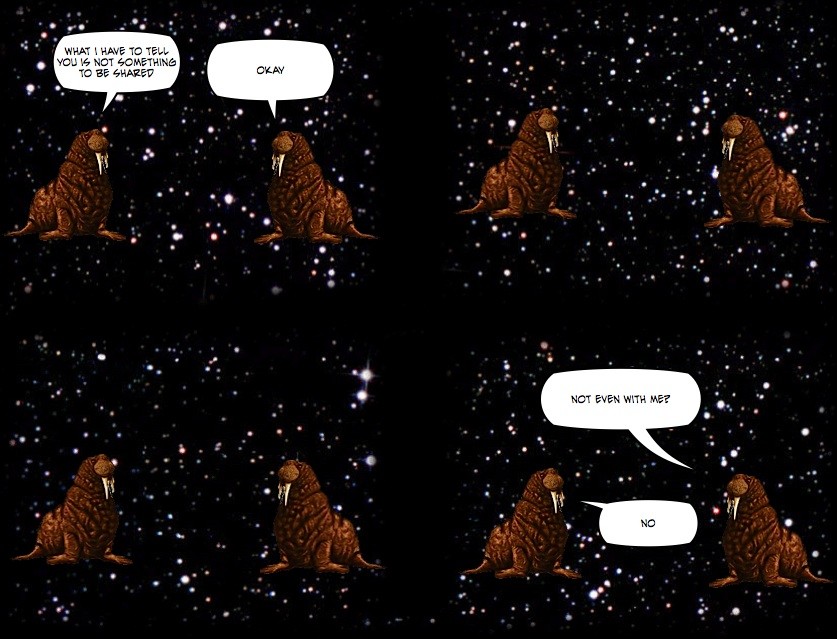 WHAT I HAVE TO TELL
YOU IS NOT SOMETHING
TO BE SHARED
OKAY
NOT EVEN WITH ME?
NO